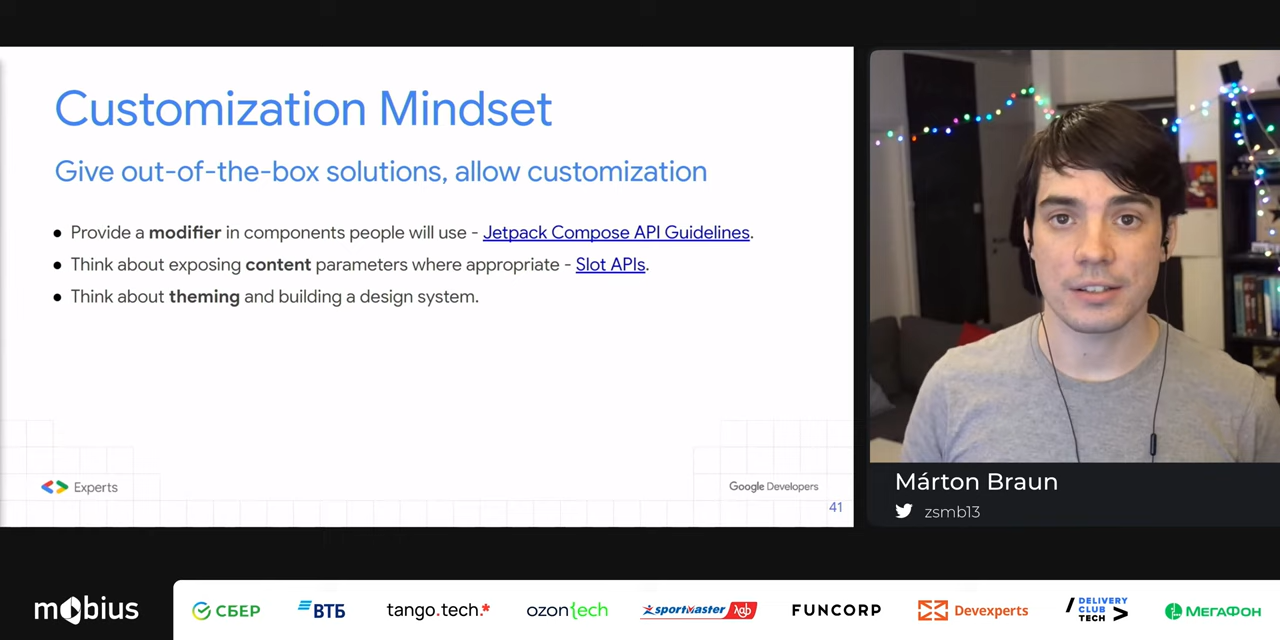 Customization Mindset
Give out-of-the-box solutions, allow customization
● Provide a modifier in components people will use - Jetpack Compose API Guidelines.
● Think about exposing content parameters where appropriate - Slot APIs.
● Think about theming and building a design system.
Experts
Google Developers
41
Márton Braun
zsmb13
mobius
СБЕР
ВТБ
tango.tech.*
ozon{tech
sportmaster lab
FUNCORP
Devexperts
/ DELIVERY
CLUB
TECH >
МЕГАФОН